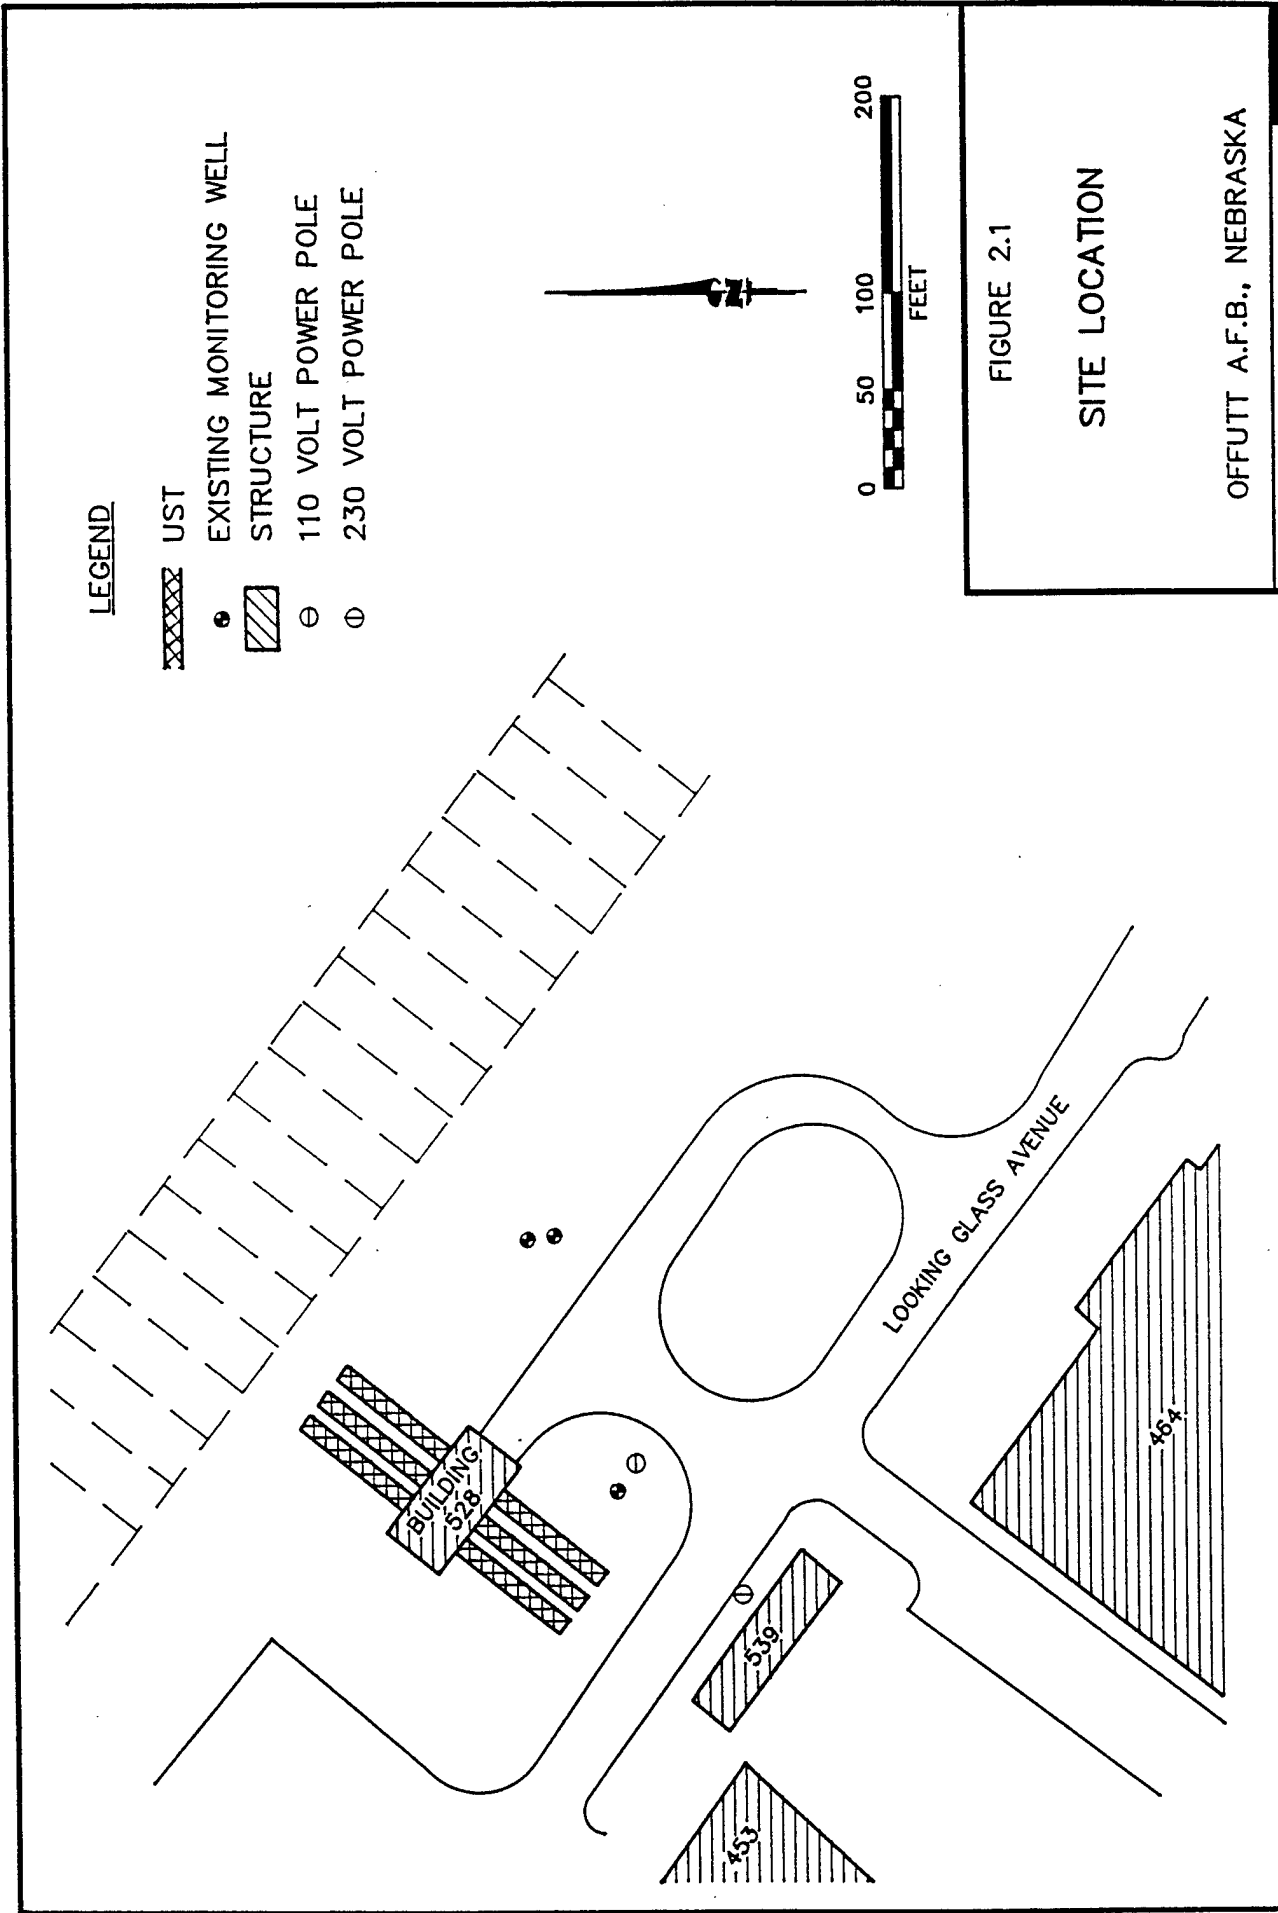 LEGEND
UST
EXISTING MONITORING WELL
STRUCTURE
110 VOLT POWER POLE
230 VOLT POWER POLE
N
0 50 100 200
FEET
BUILDING
528
539
453
464
LOOKING GLASS AVENUE
FIGURE 2.1
SITE LOCATION
OFFUTT A.F.B., NEBRASKA